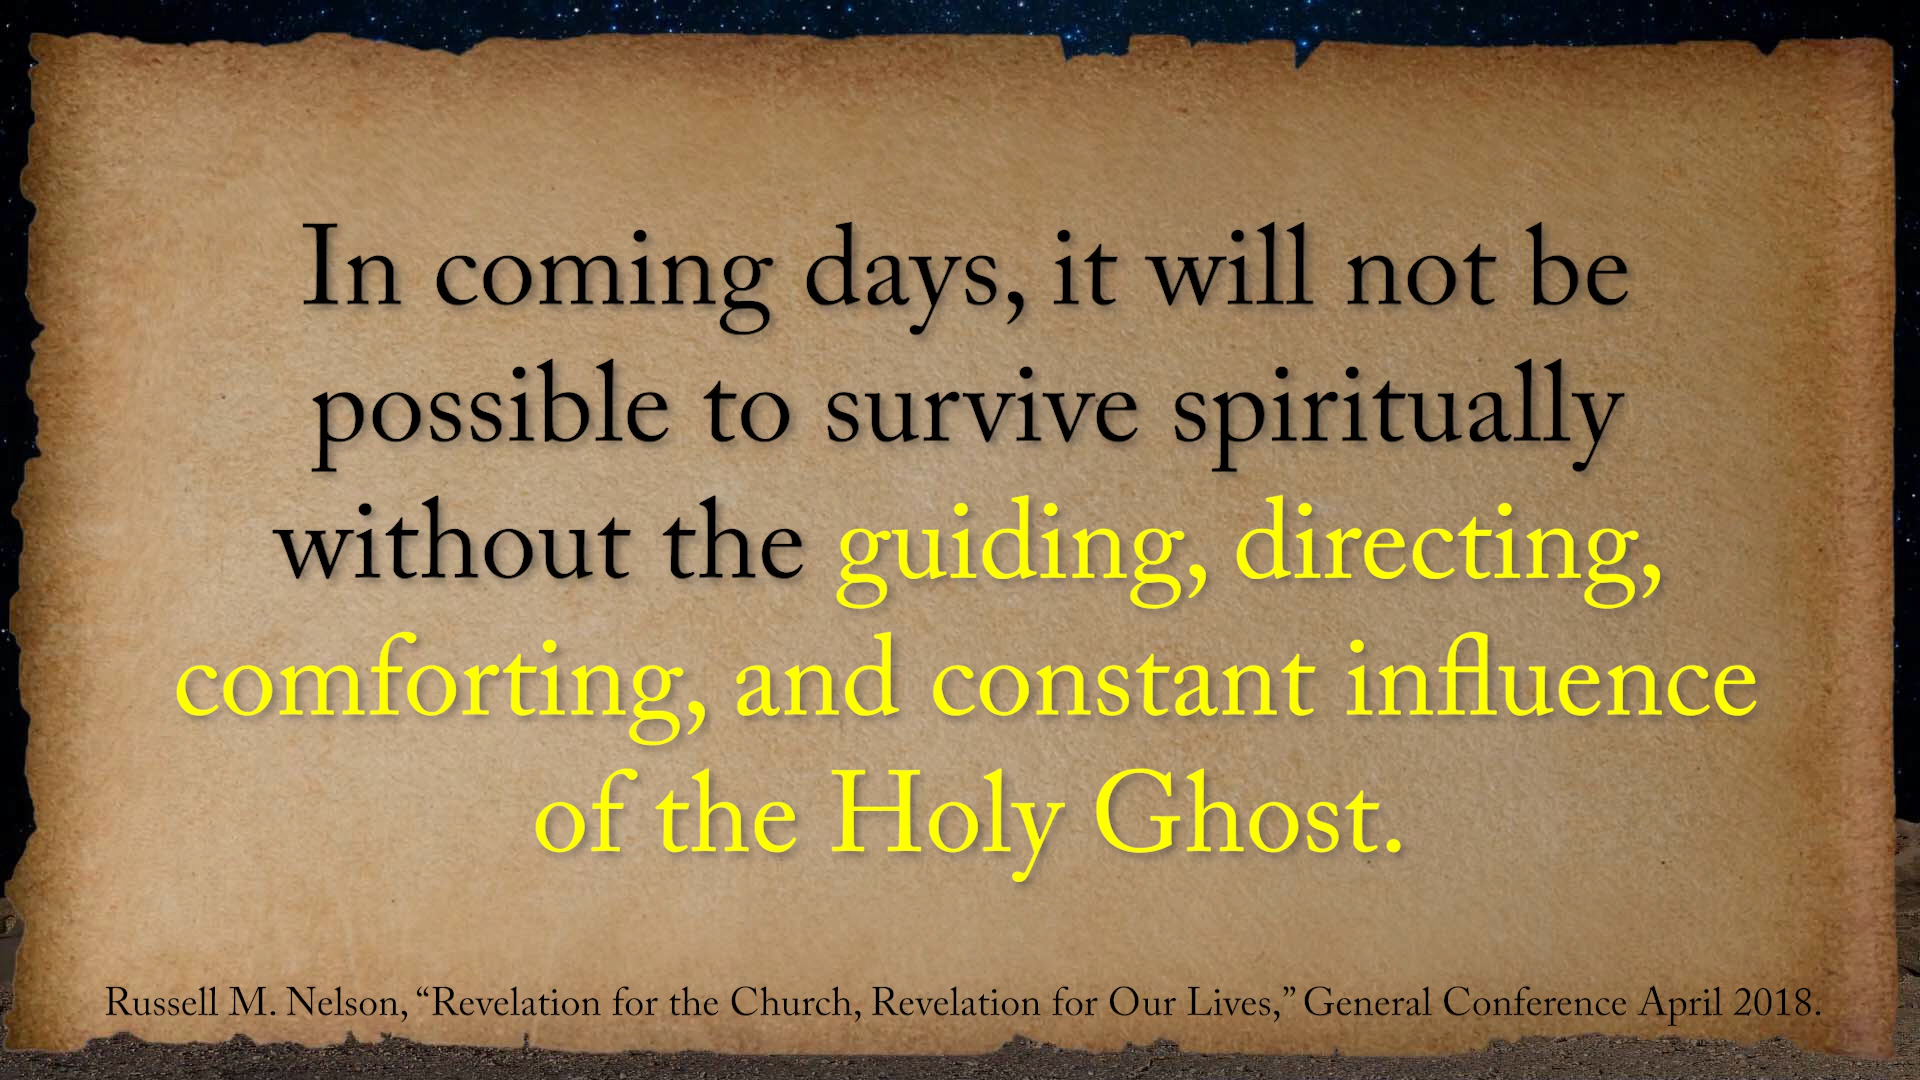 In coming days, it will not be
possible to survive spiritually
without the guiding, directing,
comforting, and constant influence
of the Holy Ghost.
Russell M. Nelson, “Revelation for the Church, Revelation for Our Lives,” General Conference April 2018.